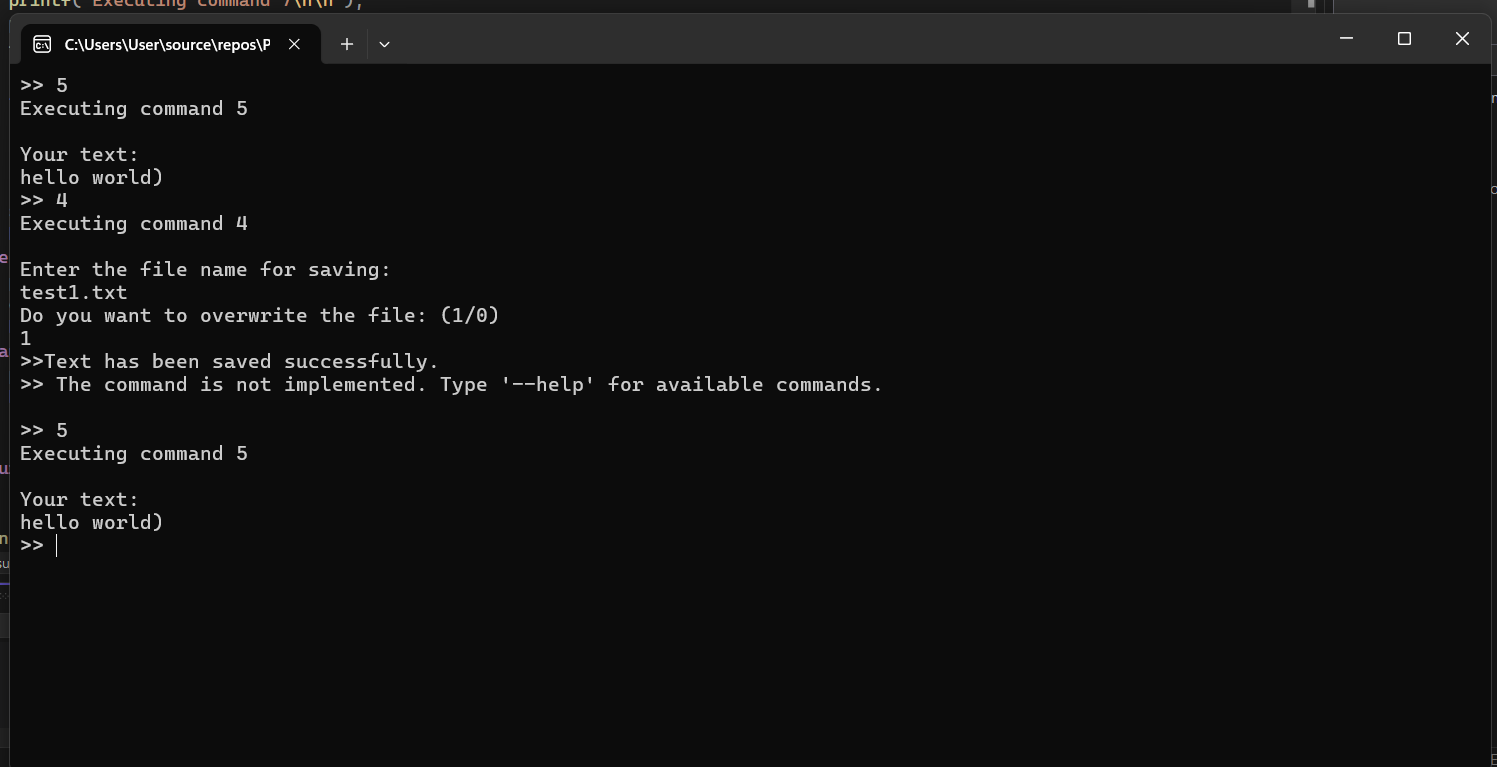 printf("Executing command 7\n\n");
C:\Users\User\source\repos\P
>> 5
Executing command 5
Your text:
hello world)
>> 4
Executing command 4
Enter the file name for saving:
test1.txt
Do you want to overwrite the file: (1/0)
1
>>Text has been saved successfully.
>> The command is not implemented. Type '--help' for available commands.
>> 5
Executing command 5
Your text:
hello world)
>>